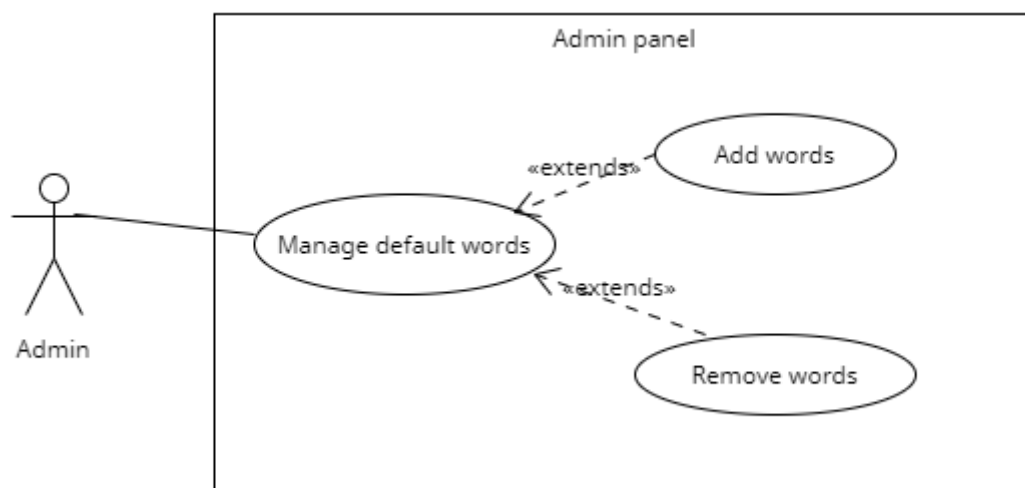 Admin panel
Add words
«extends»
Manage default words
«extends»
Admin
Remove words